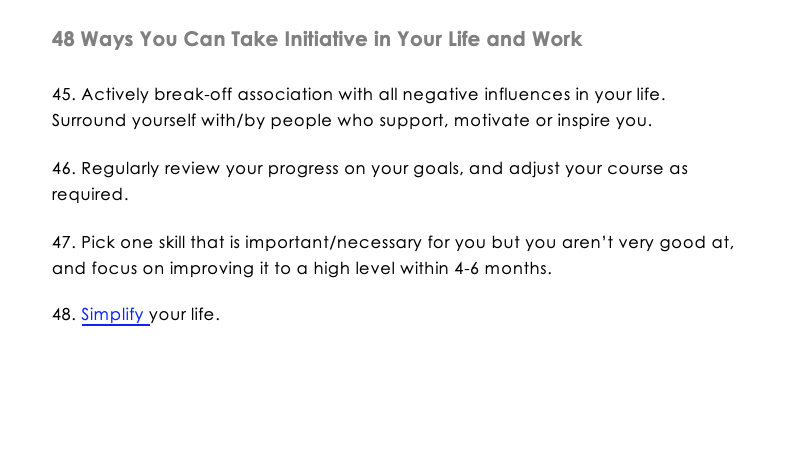 48 Ways You Can Take Initiative in Your Life and Work
45. Actively break-off association with all negative influences in your life.
Surround yourself with/by people who support, motivate or inspire you.
46. Regularly review your progress on your goals, and adjust your course as
required.
47. Pick one skill that is important/necessary for you but you aren’t very good at,
and focus on improving it to a high level within 4-6 months.
48. Simplify your life.